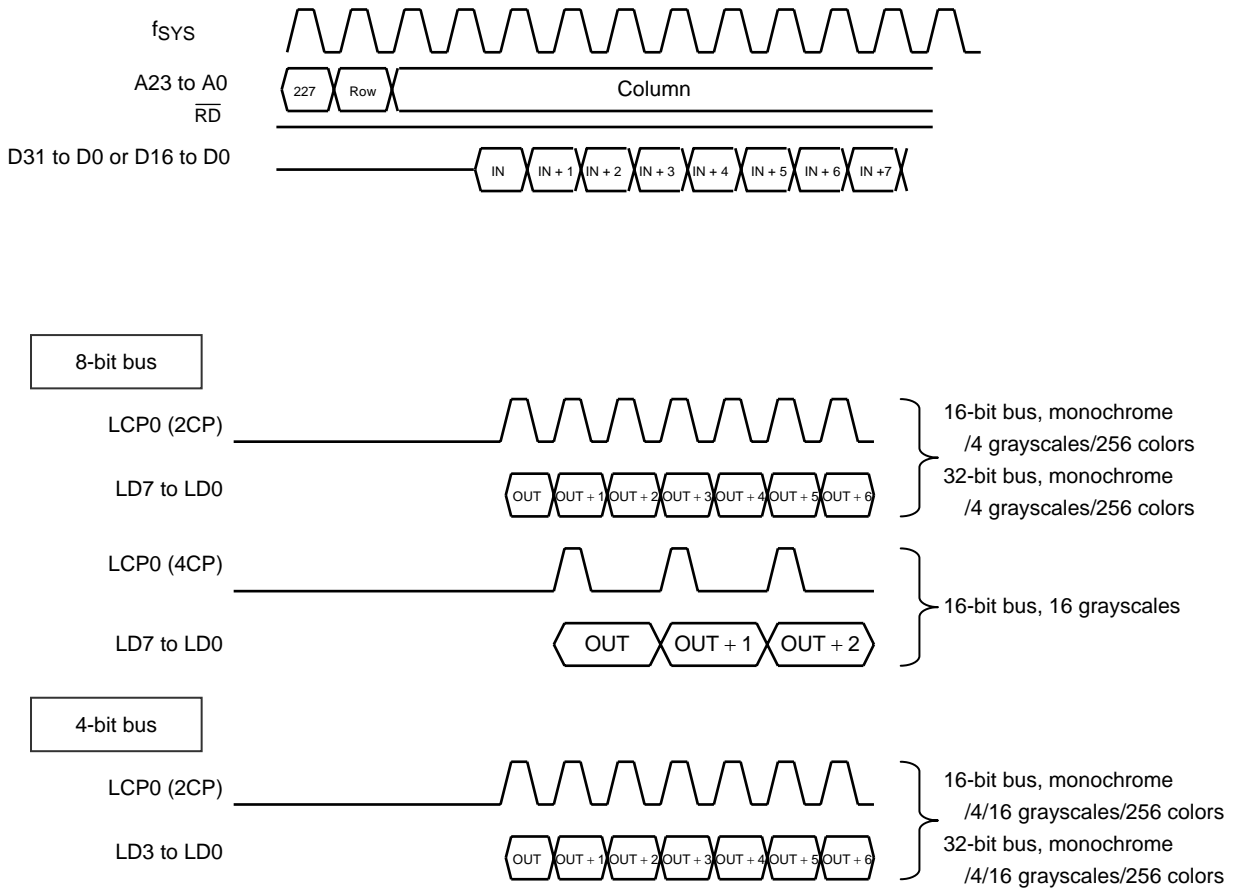 fSYS
A23 to A0
227 Row Column
RD
D31 to D0 or D16 to D0
IN IN + 1 IN + 2 IN + 3 IN + 4 IN + 5 IN + 6 IN +7
8-bit bus
LCP0 (2CP)
16-bit bus, monochrome
/4 grayscales/256 colors
LD7 to LD0
OUT OUT + 1 OUT + 2 OUT + 3 OUT + 4 OUT + 5 OUT + 6
32-bit bus, monochrome
/4 grayscales/256 colors
LCP0 (4CP)
16-bit bus, 16 grayscales
LD7 to LD0
OUT OUT + 1 OUT + 2
4-bit bus
LCP0 (2CP)
16-bit bus, monochrome
/4/16 grayscales/256 colors
LD3 to LD0
OUT OUT + 1 OUT + 2 OUT + 3 OUT + 4 OUT + 5 OUT + 6
32-bit bus, monochrome
/4/16 grayscales/256 colors